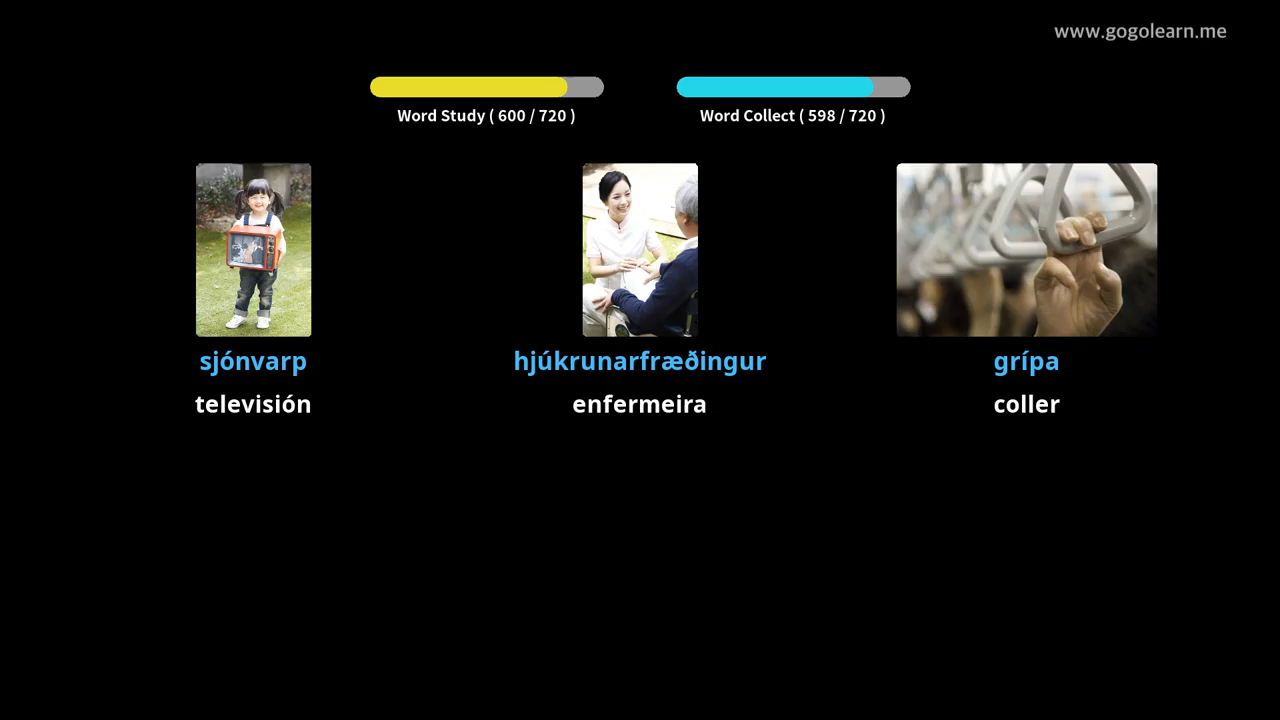 www.gogolearn.me
Word Study ( 600 / 720 )
Word Collect ( 598 / 720 )
sjónvarp
televisión
hjúkrunarfræðingur
enfermeira
grípa
coller